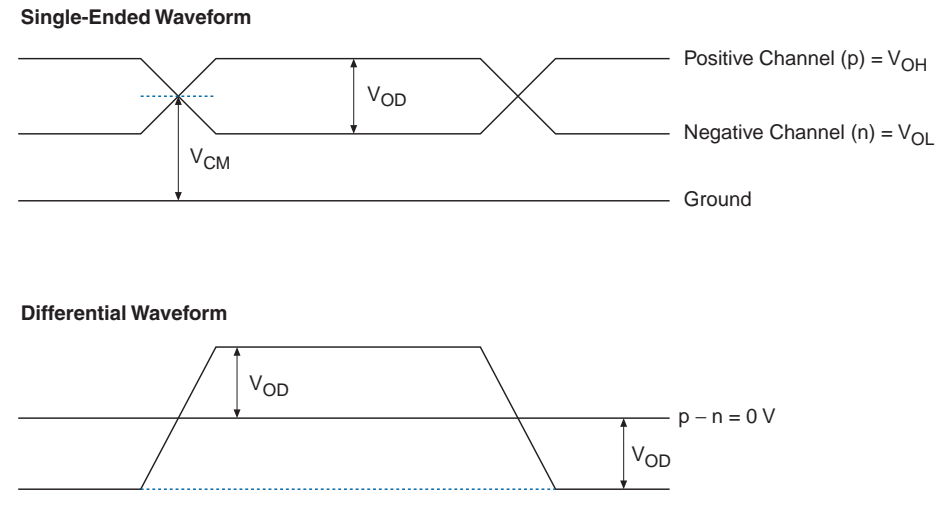 Single-Ended Waveform
Positive Channel (p) = VOH
VOD
Negative Channel (n) = VOL
VCM
Ground
Differential Waveform
VOD
p − n = 0 V
VOD